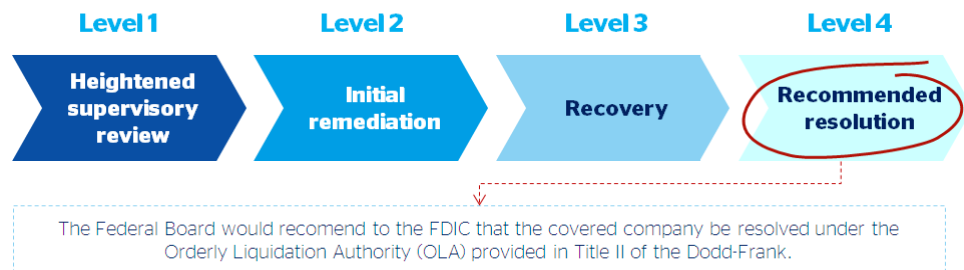 Level 1 Level 2 Level 3 Level 4
Heightened
supervisory
review
Initial
remediation
Recovery
Recommended
resolution
The Federal Board would recomend to the FDIC that the covered company be resolved under the
Orderly Liquidation Authority (OLA) provided in Title II of the Dodd-Frank.